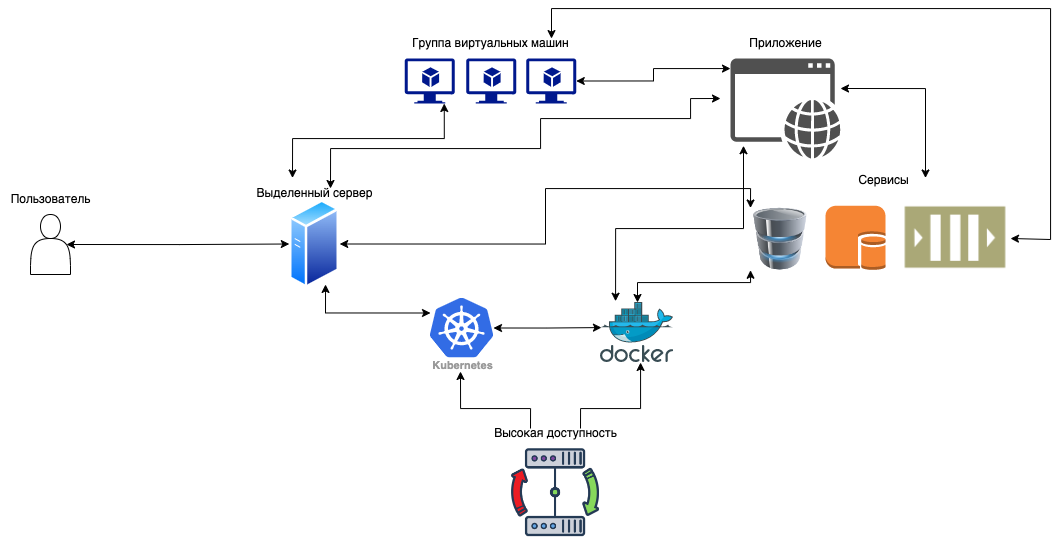 Группа виртуальных машин
Приложение
Сервисы
Выделенный сервер
Пользователь
Kubernetes
docker
Высокая доступность